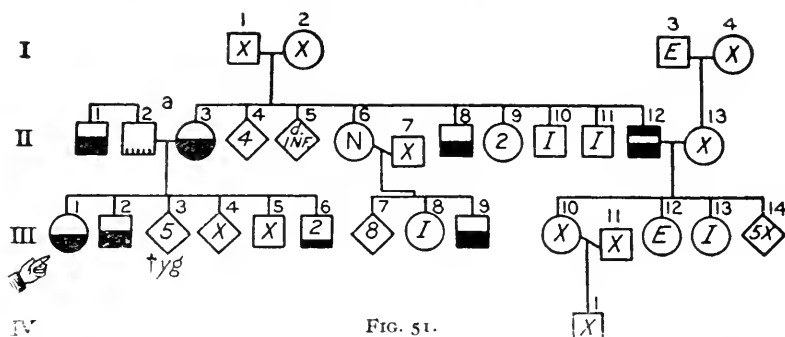 1 2 3 4
I X X E X
1 2 a 3 4 5 6 7 8 9 10 11 12 13
II 4 d. INF. N X 2 I I X
1 2 3 4 5 6 7 8 9 10 11 12 13 14
III 5 X X 2 8 I X X E I 5X
†yg
1
IV X
FIG. 51.